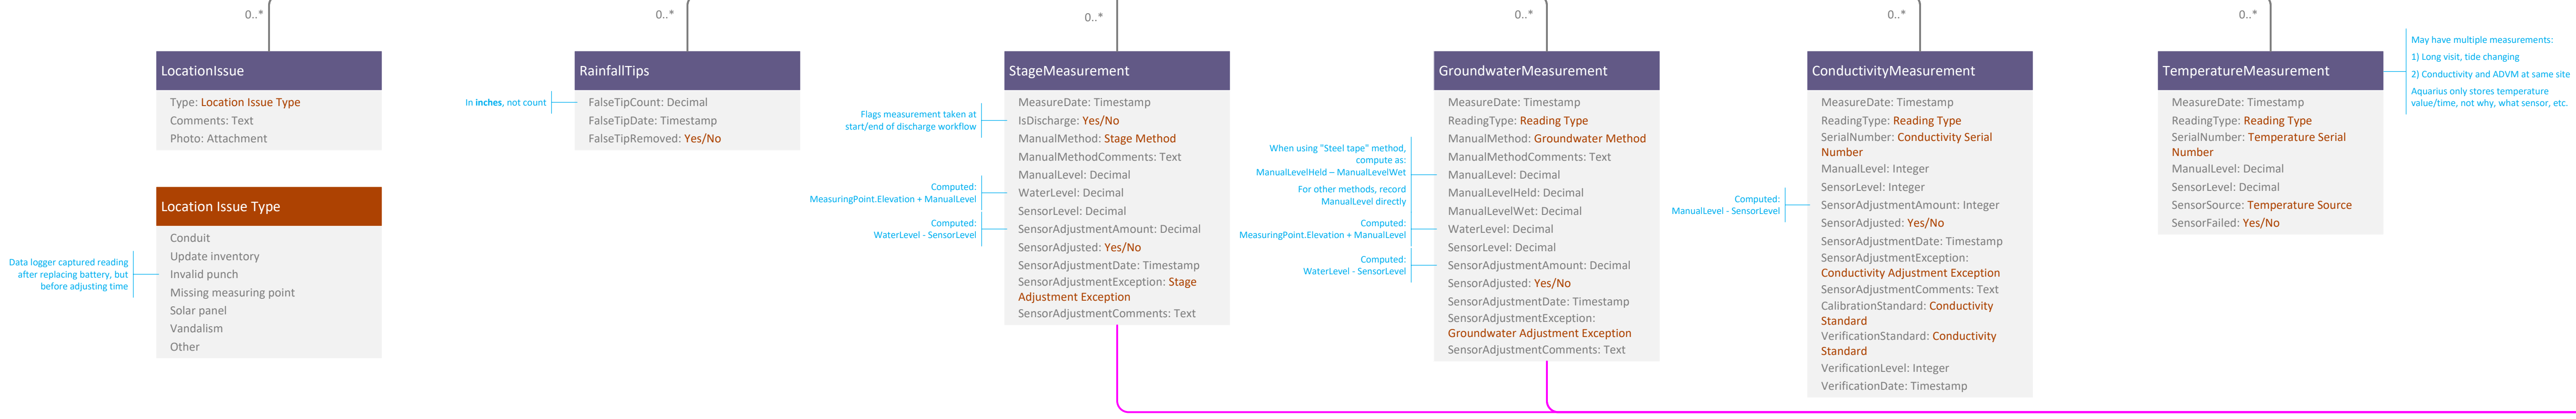 0..*
LocationIssue
Type: Location Issue Type
Comments: Text
Photo: Attachment
Location Issue Type
Conduit
Update inventory
Invalid punch
Missing measuring point
Solar panel
Vandalism
Other
Data logger captured reading
after replacing battery, but
before adjusting time
0..*
RainfallTips
FalseTipCount: Decimal
FalseTipDate: Timestamp
FalseTipRemoved: Yes/No
In inches, not count
0..*
StageMeasurement
MeasureDate: Timestamp
IsDischarge: Yes/No
ManualMethod: Stage Method
ManualMethodComments: Text
ManualLevel: Decimal
WaterLevel: Decimal
SensorLevel: Decimal
SensorAdjustmentAmount: Decimal
SensorAdjusted: Yes/No
SensorAdjustmentDate: Timestamp
SensorAdjustmentException: Stage
Adjustment Exception
SensorAdjustmentComments: Text
Flags measurement taken at
start/end of discharge workflow
Computed:
MeasuringPoint.Elevation + ManualLevel
Computed:
WaterLevel - SensorLevel
0..*
GroundwaterMeasurement
MeasureDate: Timestamp
ReadingType: Reading Type
ManualMethod: Groundwater Method
ManualMethodComments: Text
ManualLevel: Decimal
ManualLevelHeld: Decimal
ManualLevelWet: Decimal
WaterLevel: Decimal
SensorLevel: Decimal
SensorAdjustmentAmount: Decimal
SensorAdjusted: Yes/No
SensorAdjustmentDate: Timestamp
SensorAdjustmentException:
Groundwater Adjustment Exception
SensorAdjustmentComments: Text
When using "Steel tape" method,
compute as:
ManualLevelHeld – ManualLevelWet
For other methods, record
ManualLevel directly
Computed:
MeasuringPoint.Elevation + ManualLevel
Computed:
WaterLevel - SensorLevel
0..*
ConductivityMeasurement
MeasureDate: Timestamp
ReadingType: Reading Type
SerialNumber: Conductivity Serial
Number
ManualLevel: Integer
SensorLevel: Integer
SensorAdjustmentAmount: Integer
SensorAdjusted: Yes/No
SensorAdjustmentDate: Timestamp
SensorAdjustmentException:
Conductivity Adjustment Exception
SensorAdjustmentComments: Text
CalibrationStandard: Conductivity
Standard
VerificationStandard: Conductivity
Standard
VerificationLevel: Integer
VerificationDate: Timestamp
Computed:
ManualLevel - SensorLevel
0..*
TemperatureMeasurement
MeasureDate: Timestamp
ReadingType: Reading Type
SerialNumber: Temperature Serial
Number
ManualLevel: Decimal
SensorLevel: Decimal
SensorSource: Temperature Source
SensorFailed: Yes/No
May have multiple measurements:
1) Long visit, tide changing
2) Conductivity and ADVM at same site
Aquarius only stores temperature
value/time, not why, what sensor, etc.